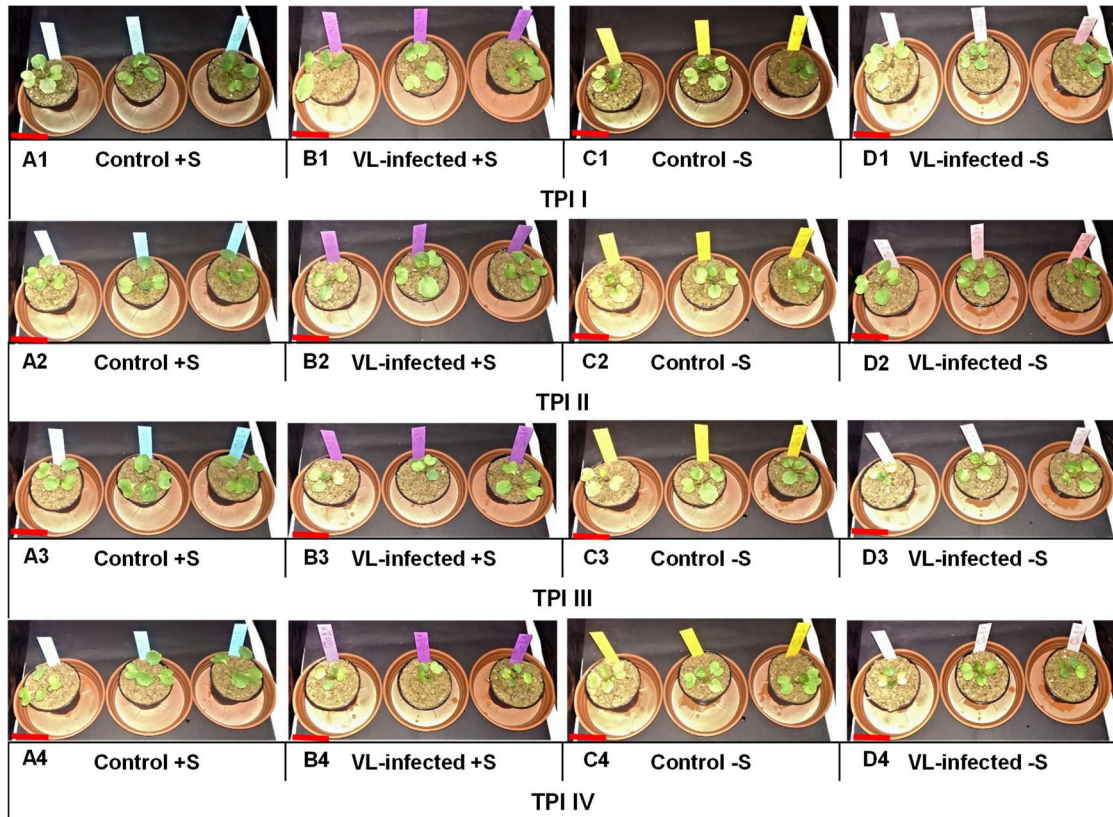 A1 Control +S B1 VL-infected +S C1 Control -S D1 VL-infected -S
TPI I
A2 Control +S B2 VL-infected +S C2 Control -S D2 VL-infected -S
TPI II
A3 Control +S B3 VL-infected +S C3 Control -S D3 VL-infected -S
TPI III
A4 Control +S B4 VL-infected +S C4 Control -S D4 VL-infected -S
TPI IV